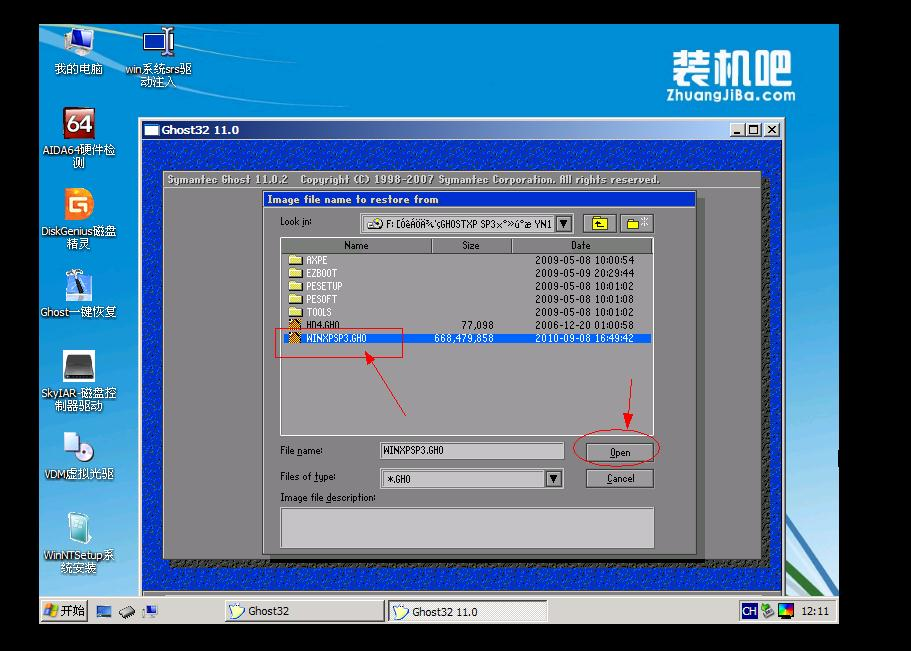 我的电脑
win系统srs驱
动注入
装机吧
ZhuangJiBa.com
64
AIDA64硬件检
测
DiskGenius磁盘
精灵
Ghost一键恢复
SkyIAR-磁盘控
制器驱动
VDM虚拟光驱
WinNTSetup系
统安装
Ghost32 11.0
Symantec Ghost 11.0.2 Copyright (C) 1998-2007 Symantec Corporation. All rights reserved.
Image file name to restore from
Look in:
GHOSTXP SP3 YN1
Name Size Date
AXPE 2009-05-08 10:00:54
EZBOOT 2009-05-09 20:29:44
PESETUP 2009-05-08 10:01:02
PESOFT 2009-05-08 10:01:08
TOOLS 2009-05-08 10:01:02
HD4.GHO 77,098 2006-12-20 01:00:58
WINXPSP3.GHO 668,479,858 2010-09-08 16:49:42
File name: WINXPSP3.GHO Open
Files of type: *.GHO Cancel
Image file description:
开始 Ghost32 Ghost32 11.0 CH 12:11